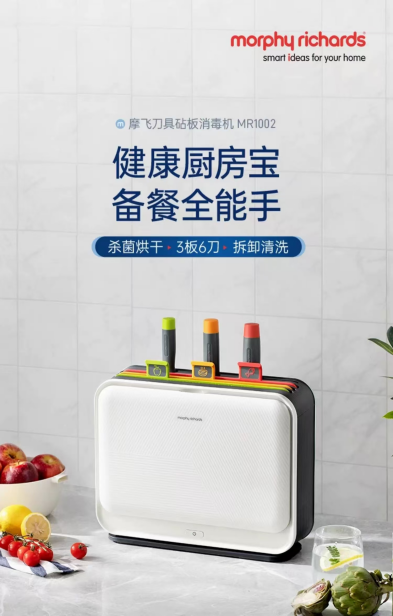 morphy richards
smart ideas for your home
摩飞刀具砧板消毒机 MR1002
健康厨房宝
备餐全能手
杀菌烘干·3板6刀·拆卸清洗
morphy richards